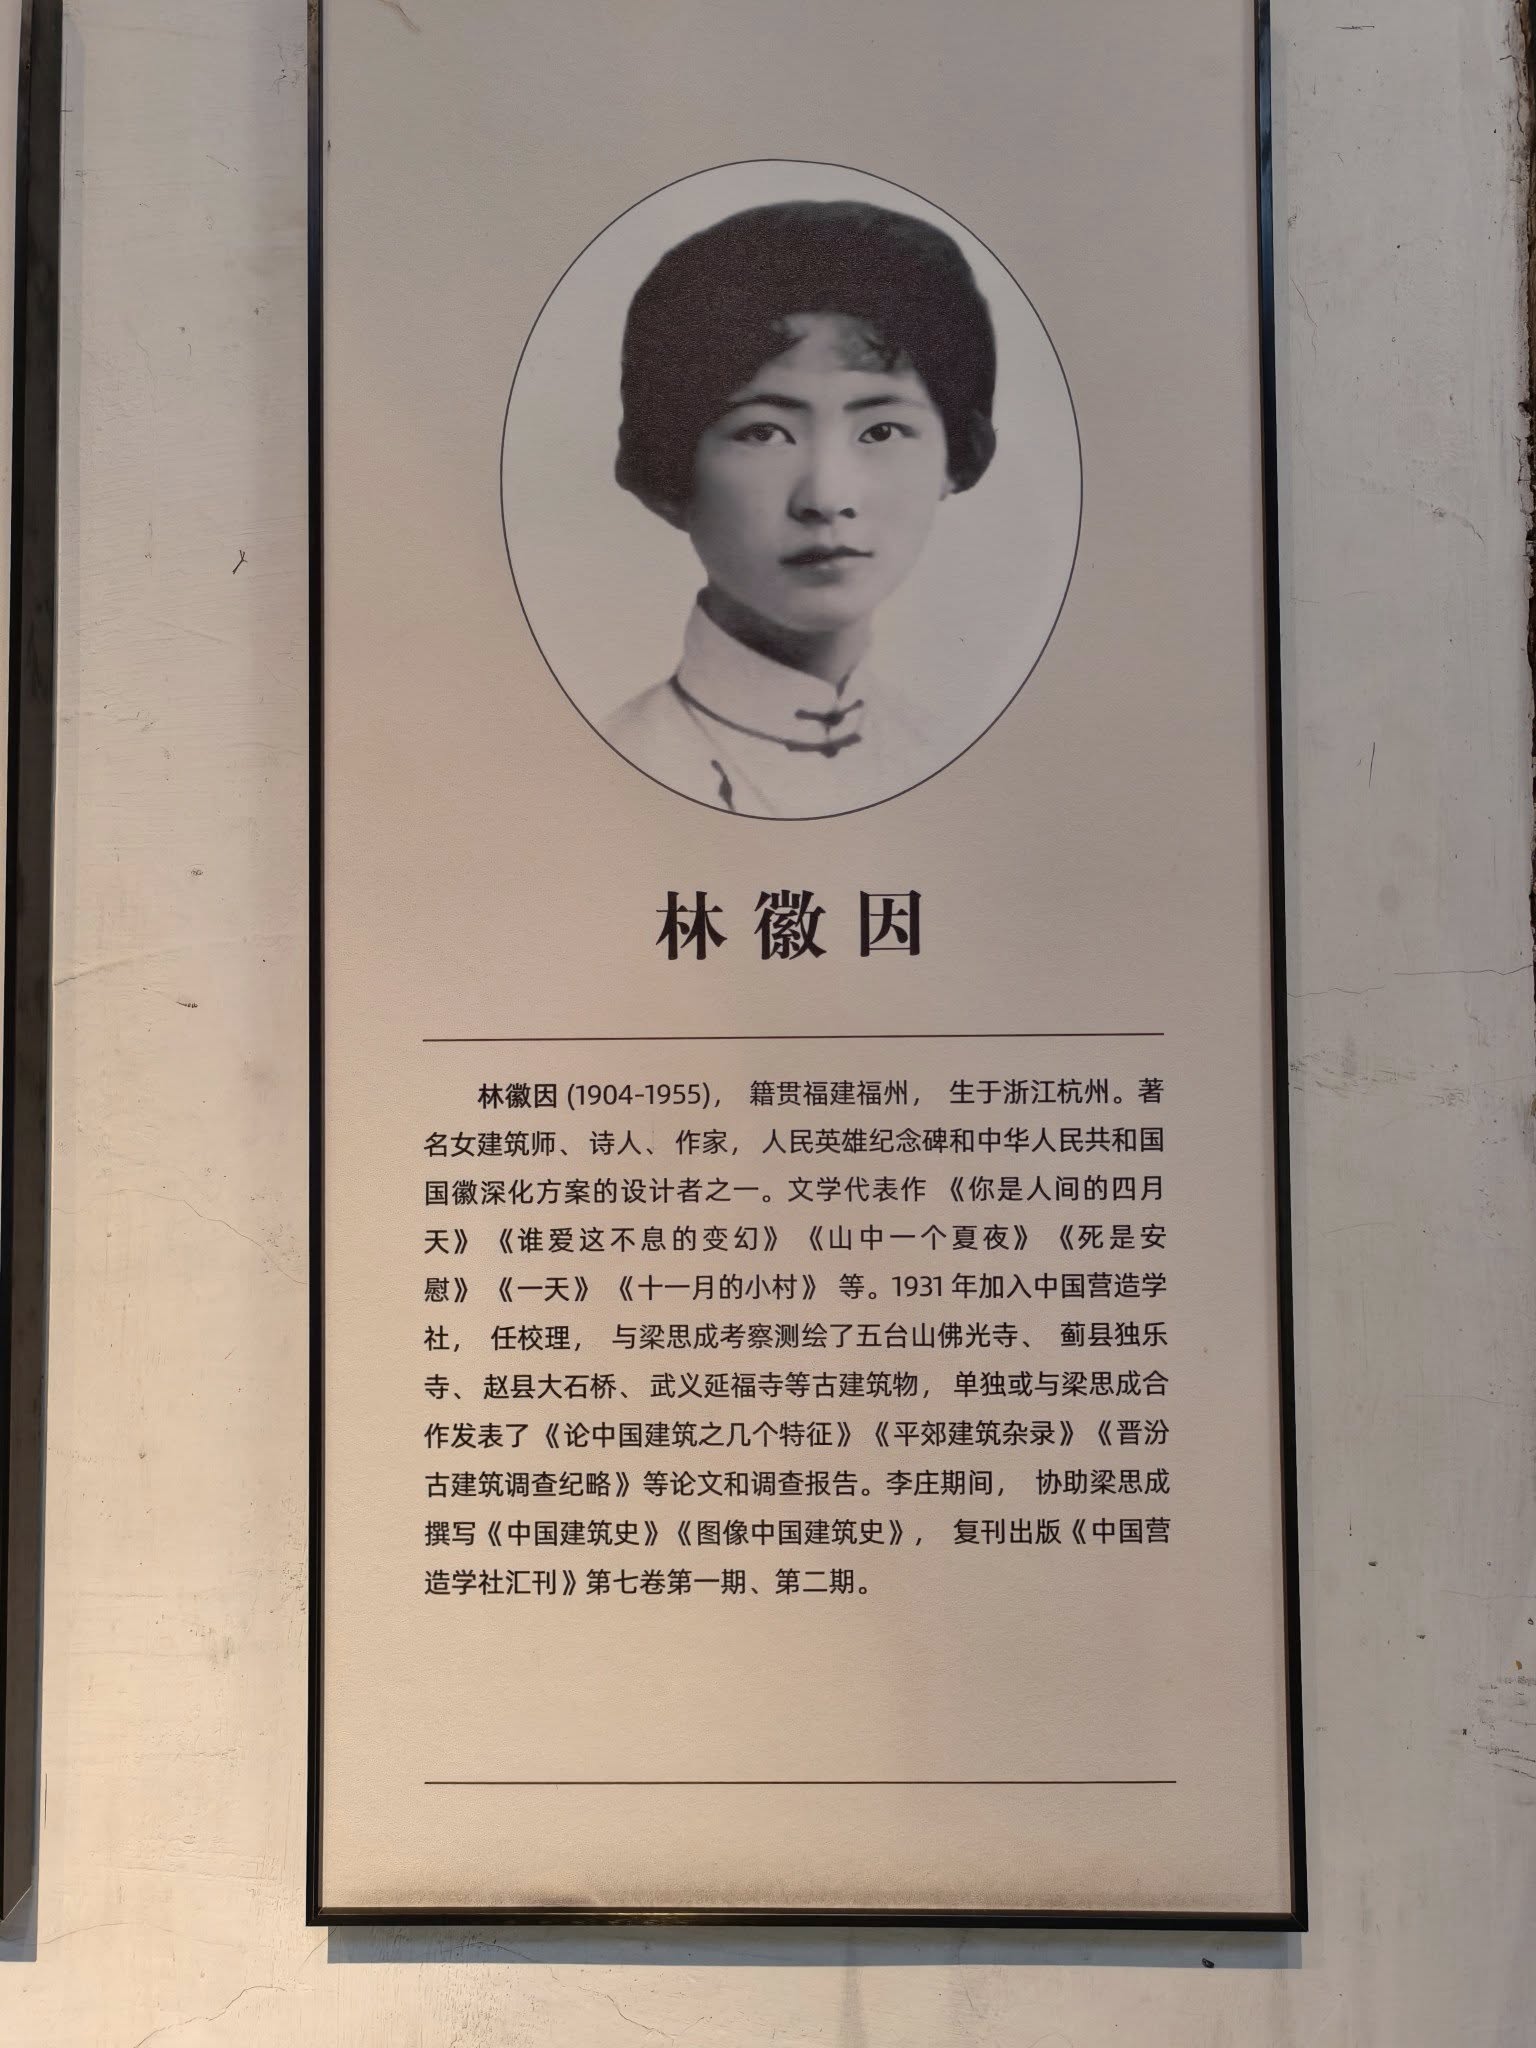 林徽因
林徽因 (1904-1955)， 籍贯福建福州， 生于浙江杭州。著
名女建筑师、诗人、作家，人民英雄纪念碑和中华人民共和国
国徽深化方案的设计者之一。文学代表作 《你是人间的四月
天》《谁爱这不息的变幻》《山中一个夏夜》《死是安
慰》《一天》《十一月的小村》 等。1931 年加入中国营造学
社， 任校理， 与梁思成考察测绘了五台山佛光寺、 蓟县独乐
寺、赵县大石桥、武义延福寺等古建筑物，单独或与梁思成合
作发表了《论中国建筑之几个特征》《平郊建筑杂录》《晋汾
古建筑调查纪略》等论文和调查报告。李庄期间， 协助梁思成
撰写《中国建筑史》《图像中国建筑史》， 复刊出版《中国营
造学社汇刊》第七卷第一期、第二期。